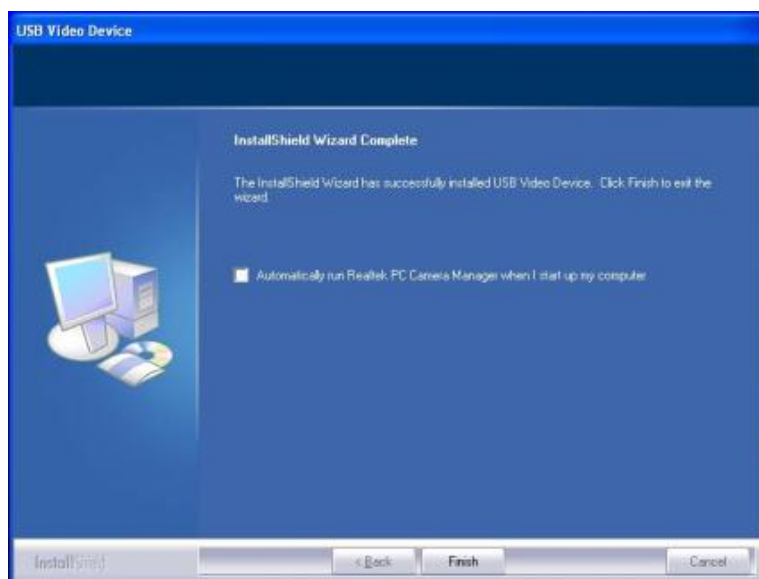 USB Video Device
InstallShield Wizard Complete
The InstallShield Wizard has successfully installed USB Video Device. Click Finish to exit the
wizard.
Automatically run Realtek PC Camera Manager when I start up my computer
InstallShield
< Back
Finish
Cancel